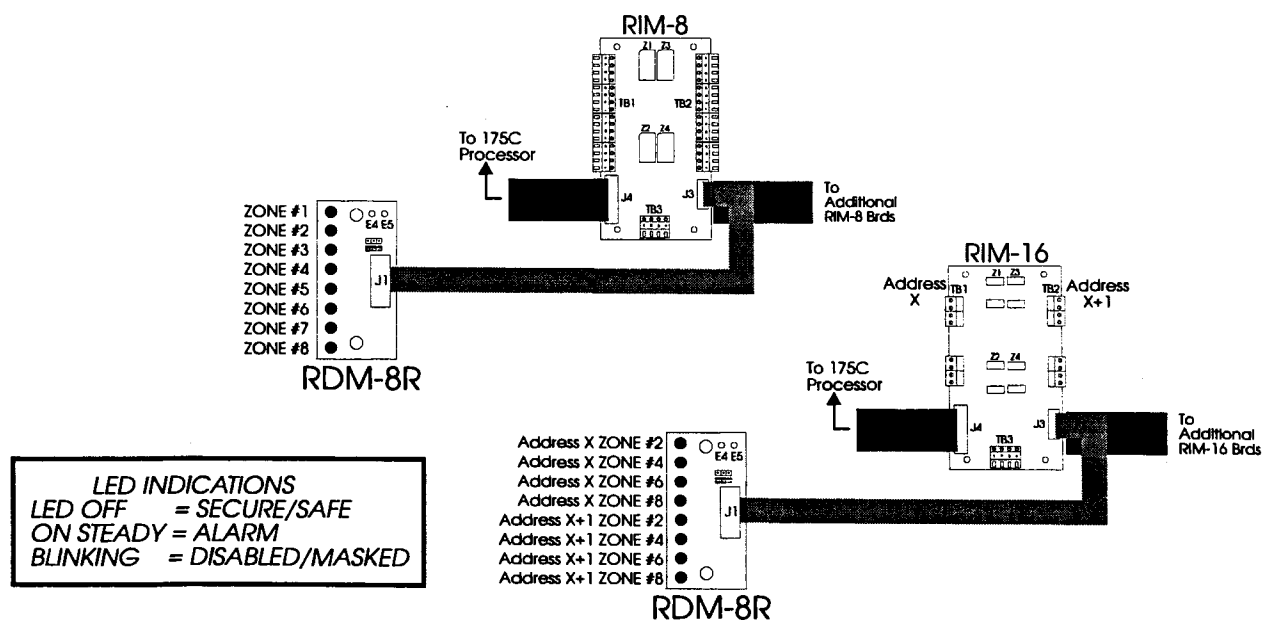 RIM-8
Z1 Z3
TB1 TB2
Z2 Z4
To 175C
Processor
J4 J3
TB3
To
Additional
RIM-8 Brds
ZONE #1
ZONE #2
ZONE #3
ZONE #4
ZONE #5
ZONE #6
ZONE #7
ZONE #8
E4 E5
J1
RDM-8R
RIM-16
Address
X
Z1 Z3
TB1 TB2
Address
X+1
Z2 Z4
To 175C
Processor
J4 J3
TB3
To
Additional
RIM-16 Brds
Address X ZONE #2
Address X ZONE #4
Address X ZONE #6
Address X ZONE #8
Address X+1 ZONE #2
Address X+1 ZONE #4
Address X+1 ZONE #6
Address X+1 ZONE #8
E4 E5
J1
RDM-8R
LED INDICATIONS
LED OFF = SECURE/SAFE
ON STEADY = ALARM
BLINKING = DISABLED/MASKED